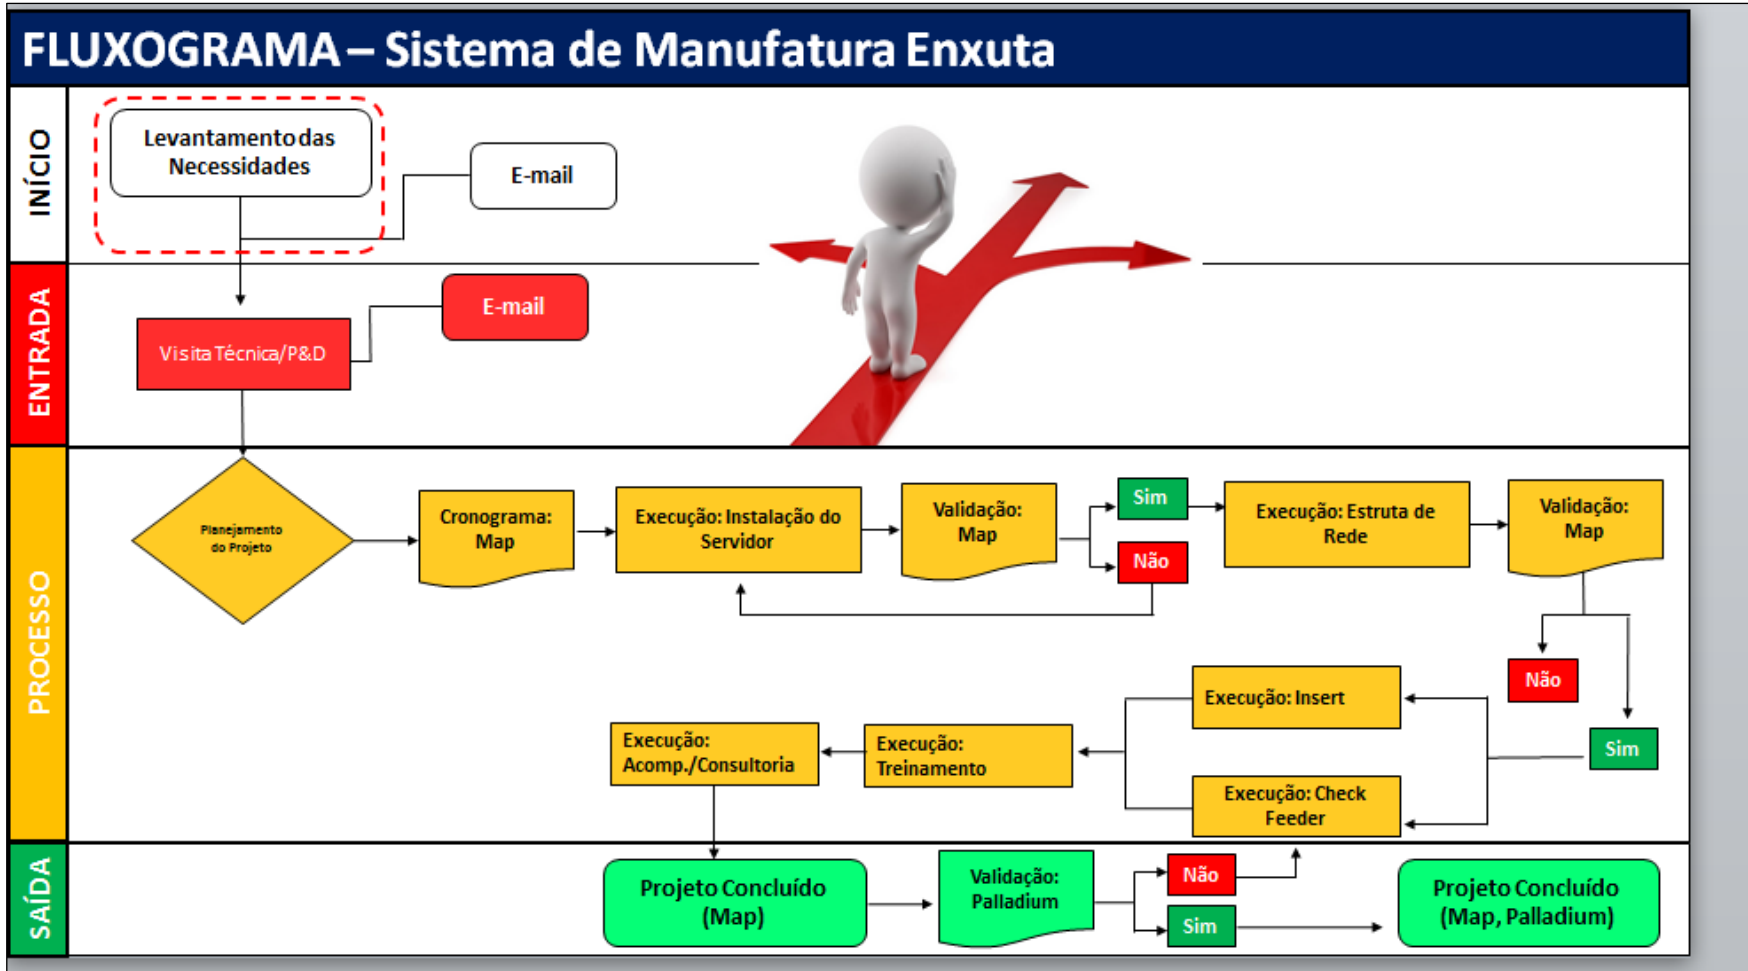 FLUXOGRAMA – Sistema de Manufatura Enxuta
INÍCIO
Levantamento das
Necessidades
E-mail
ENTRADA
E-mail
Visita Técnica/P&D
PROCESSO
Planejamento
do Projeto
Cronograma:
Map
Execução: Instalação do
Servidor
Validação:
Map
Sim
Não
Execução: Estruta de
Rede
Validação:
Map
Não
Sim
Execução: Insert
Execução: Check
Feeder
Execução:
Treinamento
Execução:
Acomp./Consultoria
SAÍDA
Projeto Concluído
(Map)
Validação:
Palladium
Não
Sim
Projeto Concluído
(Map, Palladium)